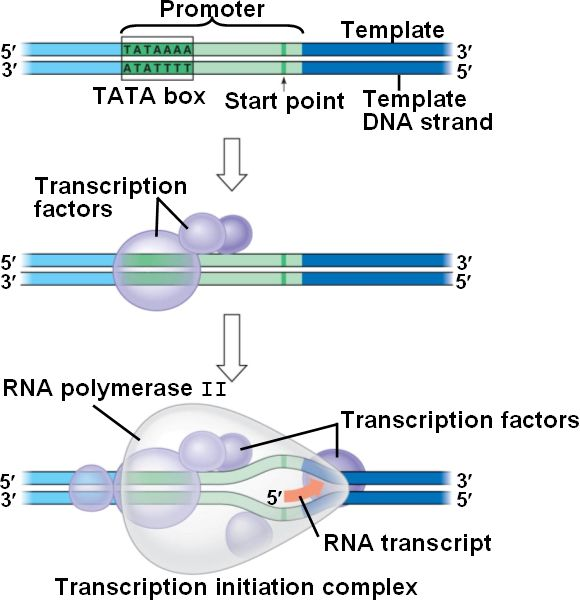 Promoter
Template
5′ TATAAAA 3′
3′ ATATTTT 5′
TATA box
Start point
Template
DNA strand
Transcription
factors
5′ 3′
3′ 5′
RNA polymerase II
Transcription factors
5′ 3′
5′
3′ 5′
RNA transcript
Transcription initiation complex